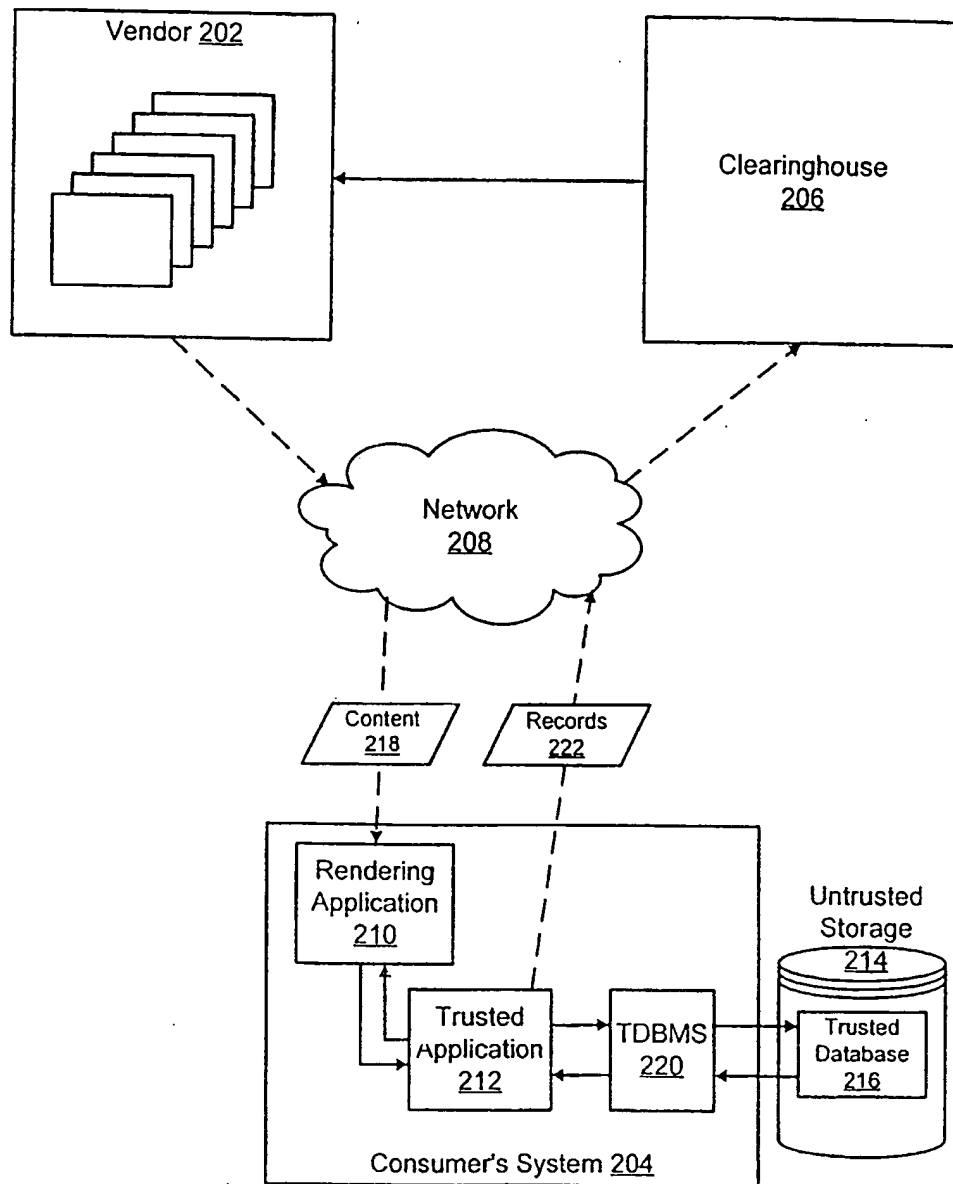 Vendor 202
Clearinghouse
206
Network
208
Content
218
Records
222
Rendering
Application
210
Untrusted
Storage
214
Trusted
Application
212
TDBMS
220
Trusted
Database
216
Consumer's System 204